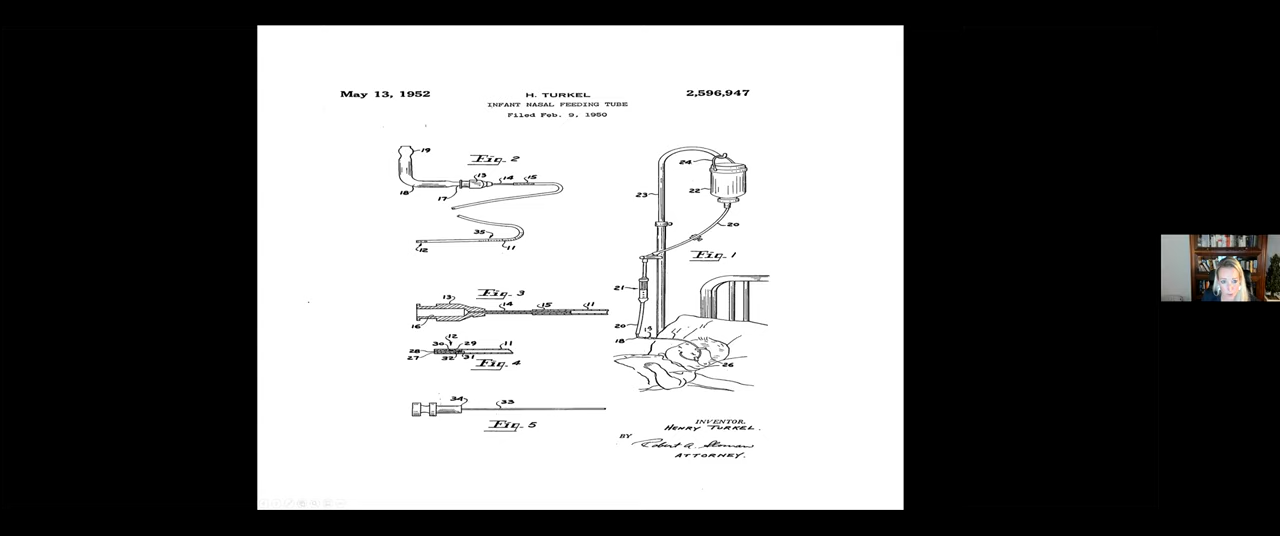 May 13, 1952
H. TURKEL
2,596,947
INFANT NASAL FEEDING TUBE
Filed Feb. 9, 1950
19
Fig. 2
13
14
15
18
17
35
12
11
24
23
22
20
Fig. 1
21
20
18
26
Fig. 3
13
14
15
11
16
12
30
29
11
28
27
32
31
Fig. 4
34
33
Fig. 5
INVENTOR.
HENRY TURKEL.
BY
Robert A. Sloman
ATTORNEY.